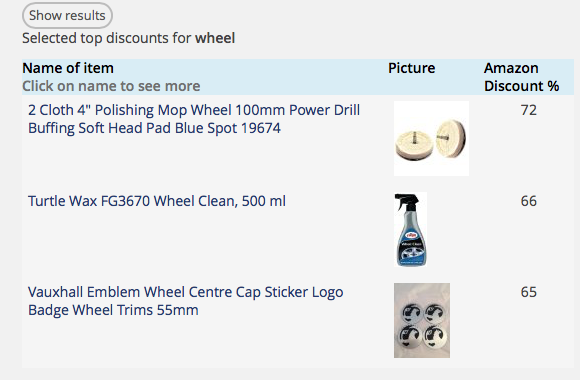 Show results
Selected top discounts for wheel
Name of item
Click on name to see more
Picture
Amazon
Discount %
2 Cloth 4" Polishing Mop Wheel 100mm Power Drill
Buffing Soft Head Pad Blue Spot 19674
72
Turtle Wax FG3670 Wheel Clean, 500 ml
66
Vauxhall Emblem Wheel Centre Cap Sticker Logo
Badge Wheel Trims 55mm
65